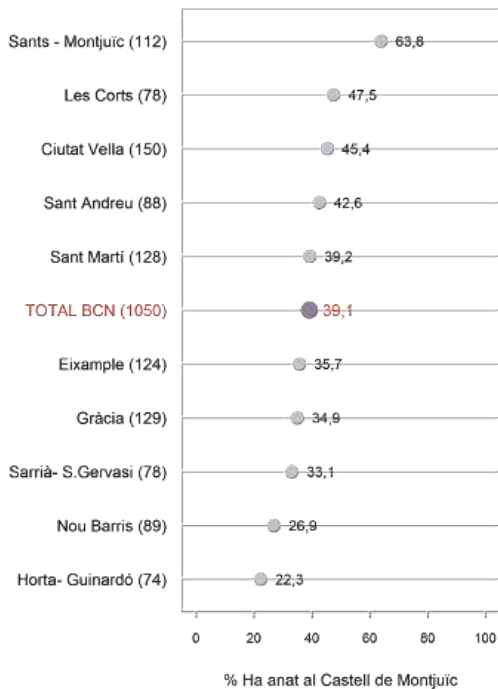 Sants - Montjuïc (112) 63,8
Les Corts (78) 47,5
Ciutat Vella (150) 45,4
Sant Andreu (88) 42,6
Sant Martí (128) 39,2
TOTAL BCN (1050) 39,1
Eixample (124) 35,7
Gràcia (129) 34,9
Sarrià- S.Gervasi (78) 33,1
Nou Barris (89) 26,9
Horta- Guinardó (74) 22,3
0 20 40 60 80 100
% Ha anat al Castell de Montjuïc